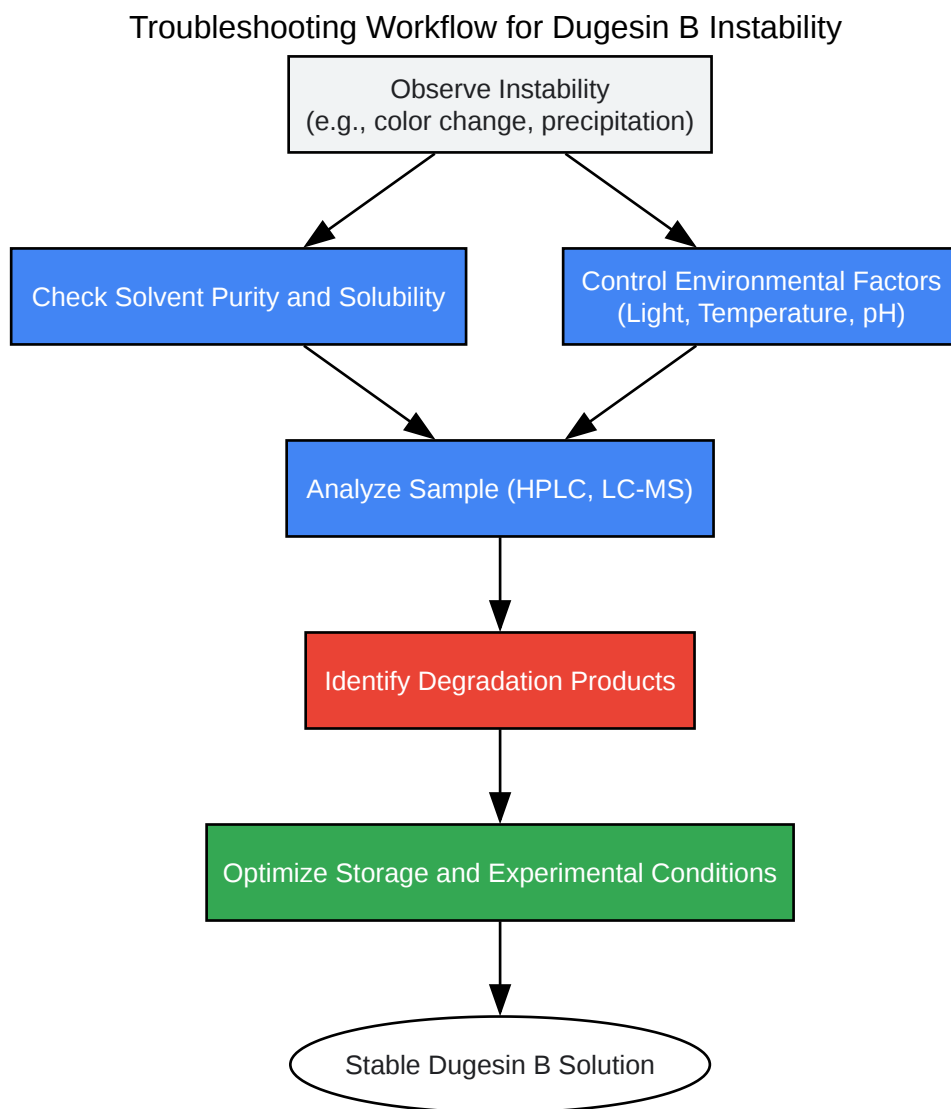 Troubleshooting Workflow for Dugesin B Instability
Observe Instability
(e.g., color change, precipitation)
Check Solvent Purity and Solubility
Control Environmental Factors
(Light, Temperature, pH)
Analyze Sample (HPLC, LC-MS)
Identify Degradation Products
Optimize Storage and Experimental Conditions
Stable Dugesin B Solution